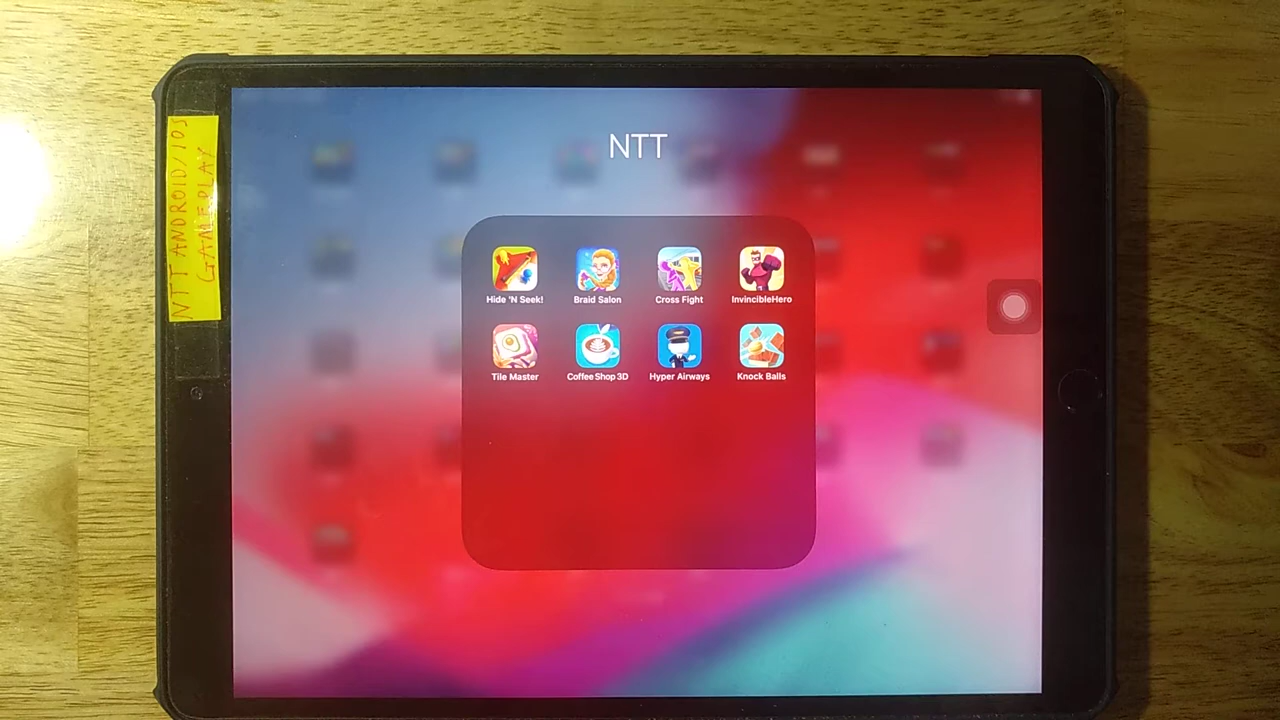 NTT ANDROID/IOS
GAMEPLAY
NTT
Hide 'N Seek!
Braid Salon
Cross Fight
InvincibleHero
Tile Master
Coffee Shop 3D
Hyper Airways
Knock Balls